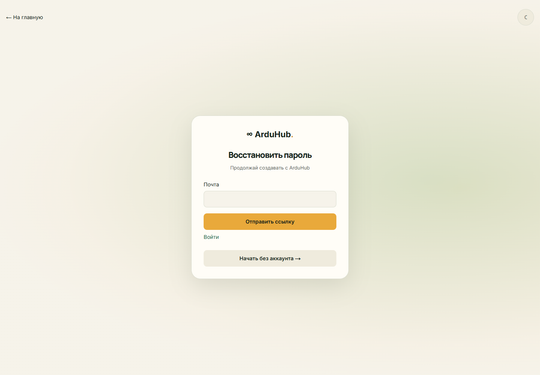 ← На главную
∞ ArduHub.
Восстановить пароль
Продолжай создавать с ArduHub
Почта
Отправить ссылку
Войти
Начать без аккаунта →